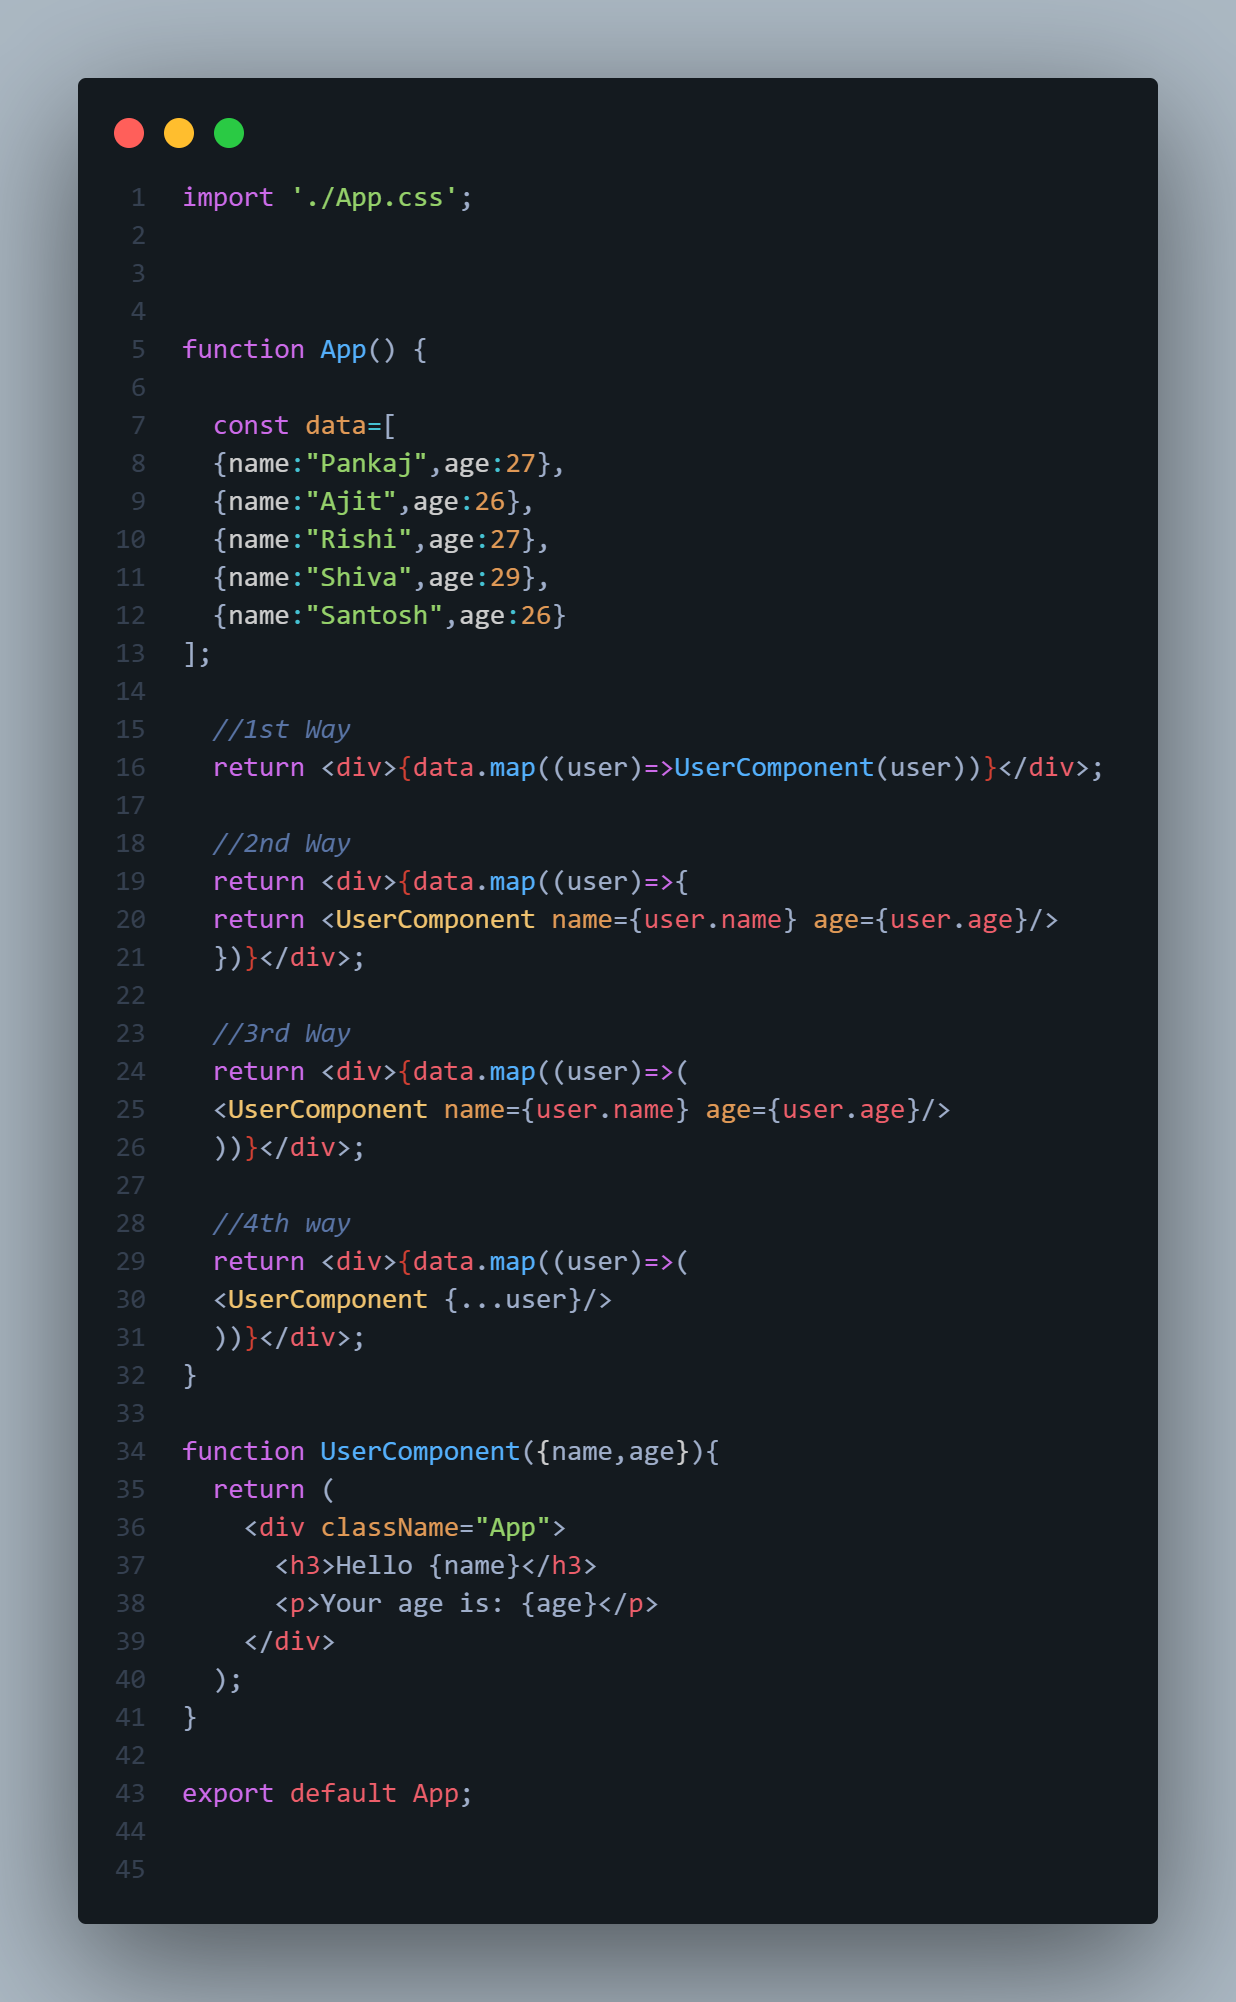 1 import './App.css';
2
3
4
5 function App() {
6
7   const data=[
8   {name:"Pankaj",age:27},
9   {name:"Ajit",age:26},
10   {name:"Rishi",age:27},
11   {name:"Shiva",age:29},
12   {name:"Santosh",age:26}
13 ];
14
15   //1st Way
16   return <div>{data.map((user)=>UserComponent(user))}</div>;
17
18   //2nd Way
19   return <div>{data.map((user)=>{
20   return <UserComponent name={user.name} age={user.age}/>
21   })}</div>;
22
23   //3rd Way
24   return <div>{data.map((user)=>(
25   <UserComponent name={user.name} age={user.age}/>
26   ))}</div>;
27
28   //4th way
29   return <div>{data.map((user)=>(
30   <UserComponent {...user}/>
31   ))}</div>;
32 }
33
34 function UserComponent({name,age}){
35   return (
36     <div className="App">
37       <h3>Hello {name}</h3>
38       <p>Your age is: {age}</p>
39     </div>
40   );
41 }
42
43 export default App;
44
45